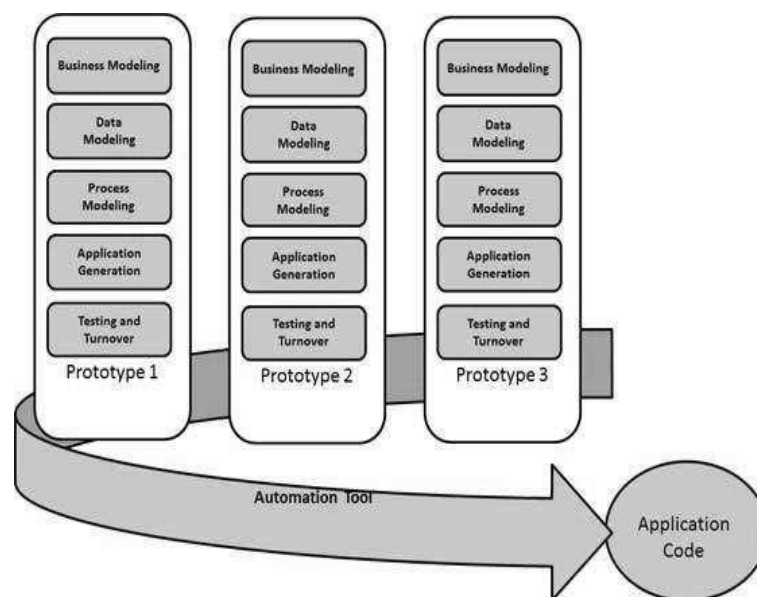 Business Modeling
Data
Modeling
Process
Modeling
Application
Generation
Testing and
Turnover
Prototype 1
Business Modeling
Data
Modeling
Process
Modeling
Application
Generation
Testing and
Turnover
Prototype 2
Business Modeling
Data
Modeling
Process
Modeling
Application
Generation
Testing and
Turnover
Prototype 3
Automation Tool
Application
Code